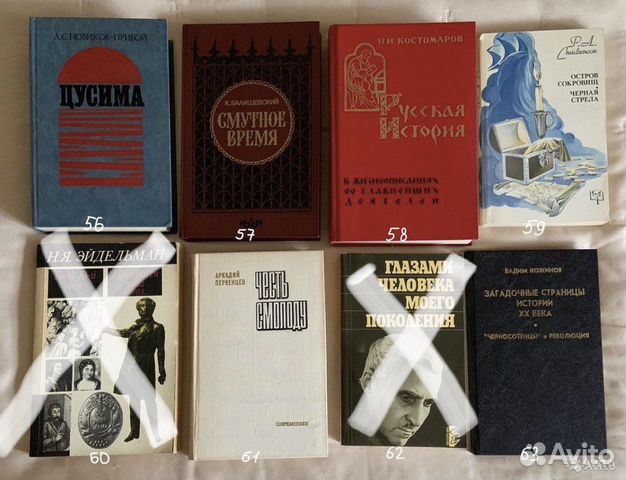 А.С. НОВИКОВ-ПРИБОЙ
ЦУСИМА
56
К. ВАЛИШЕВСКИЙ
СМУТНОЕ
ВРЕМЯ
57
Н.И. КОСТОМАРОВ
РУССКАЯ
ИСТОРИЯ
В ЖИЗНЕОПИСАНИЯХ
ЕЕ ГЛАВНЕЙШИХ
ДЕЯТЕЛЕЙ
58
Р. Л.
Стивенсон
ОСТРОВ
СОКРОВИЩ
ЧЕРНАЯ
СТРЕЛА
59
Н.Я. ЭЙДЕЛЬМАН
60
АРКАДИЙ
ПЕРВЕНЦЕВ
ЧЕСТЬ
СМОЛОДУ
СОВРЕМЕННИК
61
ГЛАЗАМИ
ЧЕЛОВЕКА
МОЕГО
ПОКОЛЕНИЯ
62
ВАДИМ КОЖИНОВ
ЗАГАДОЧНЫЕ СТРАНИЦЫ
ИСТОРИИ
XX ВЕКА
"ЧЕРНОСОТЕНЦЫ" и РЕВОЛЮЦИЯ
63
Avito